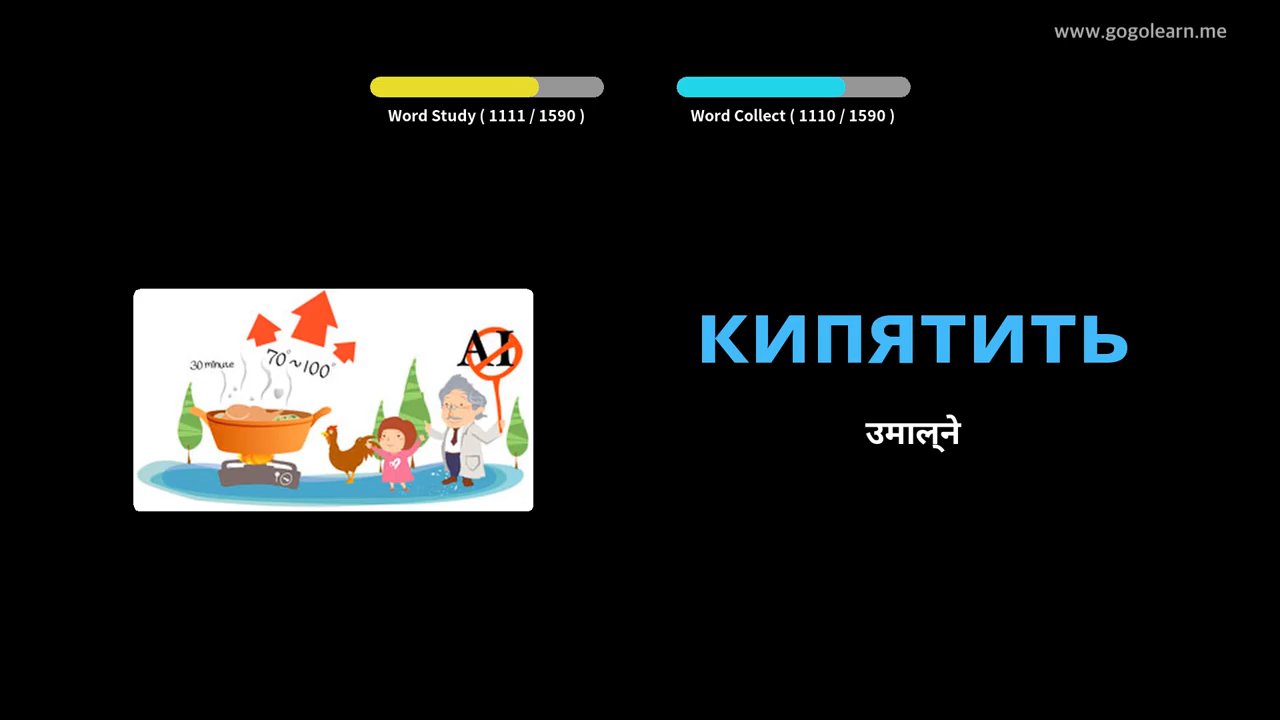 www.gogolearn.me
Word Study ( 1111 / 1590 )
Word Collect ( 1110 / 1590 )
30 minute
70°~100°
AI
кипятить
उमाल्‌ने